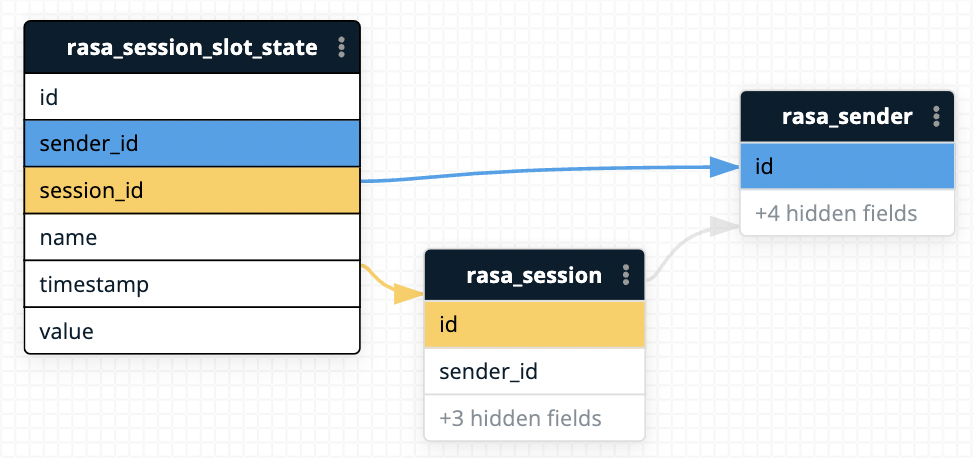 rasa_session_slot_state
id
sender_id
session_id
name
timestamp
value
rasa_session
id
sender_id
+3 hidden fields
rasa_sender
id
+4 hidden fields